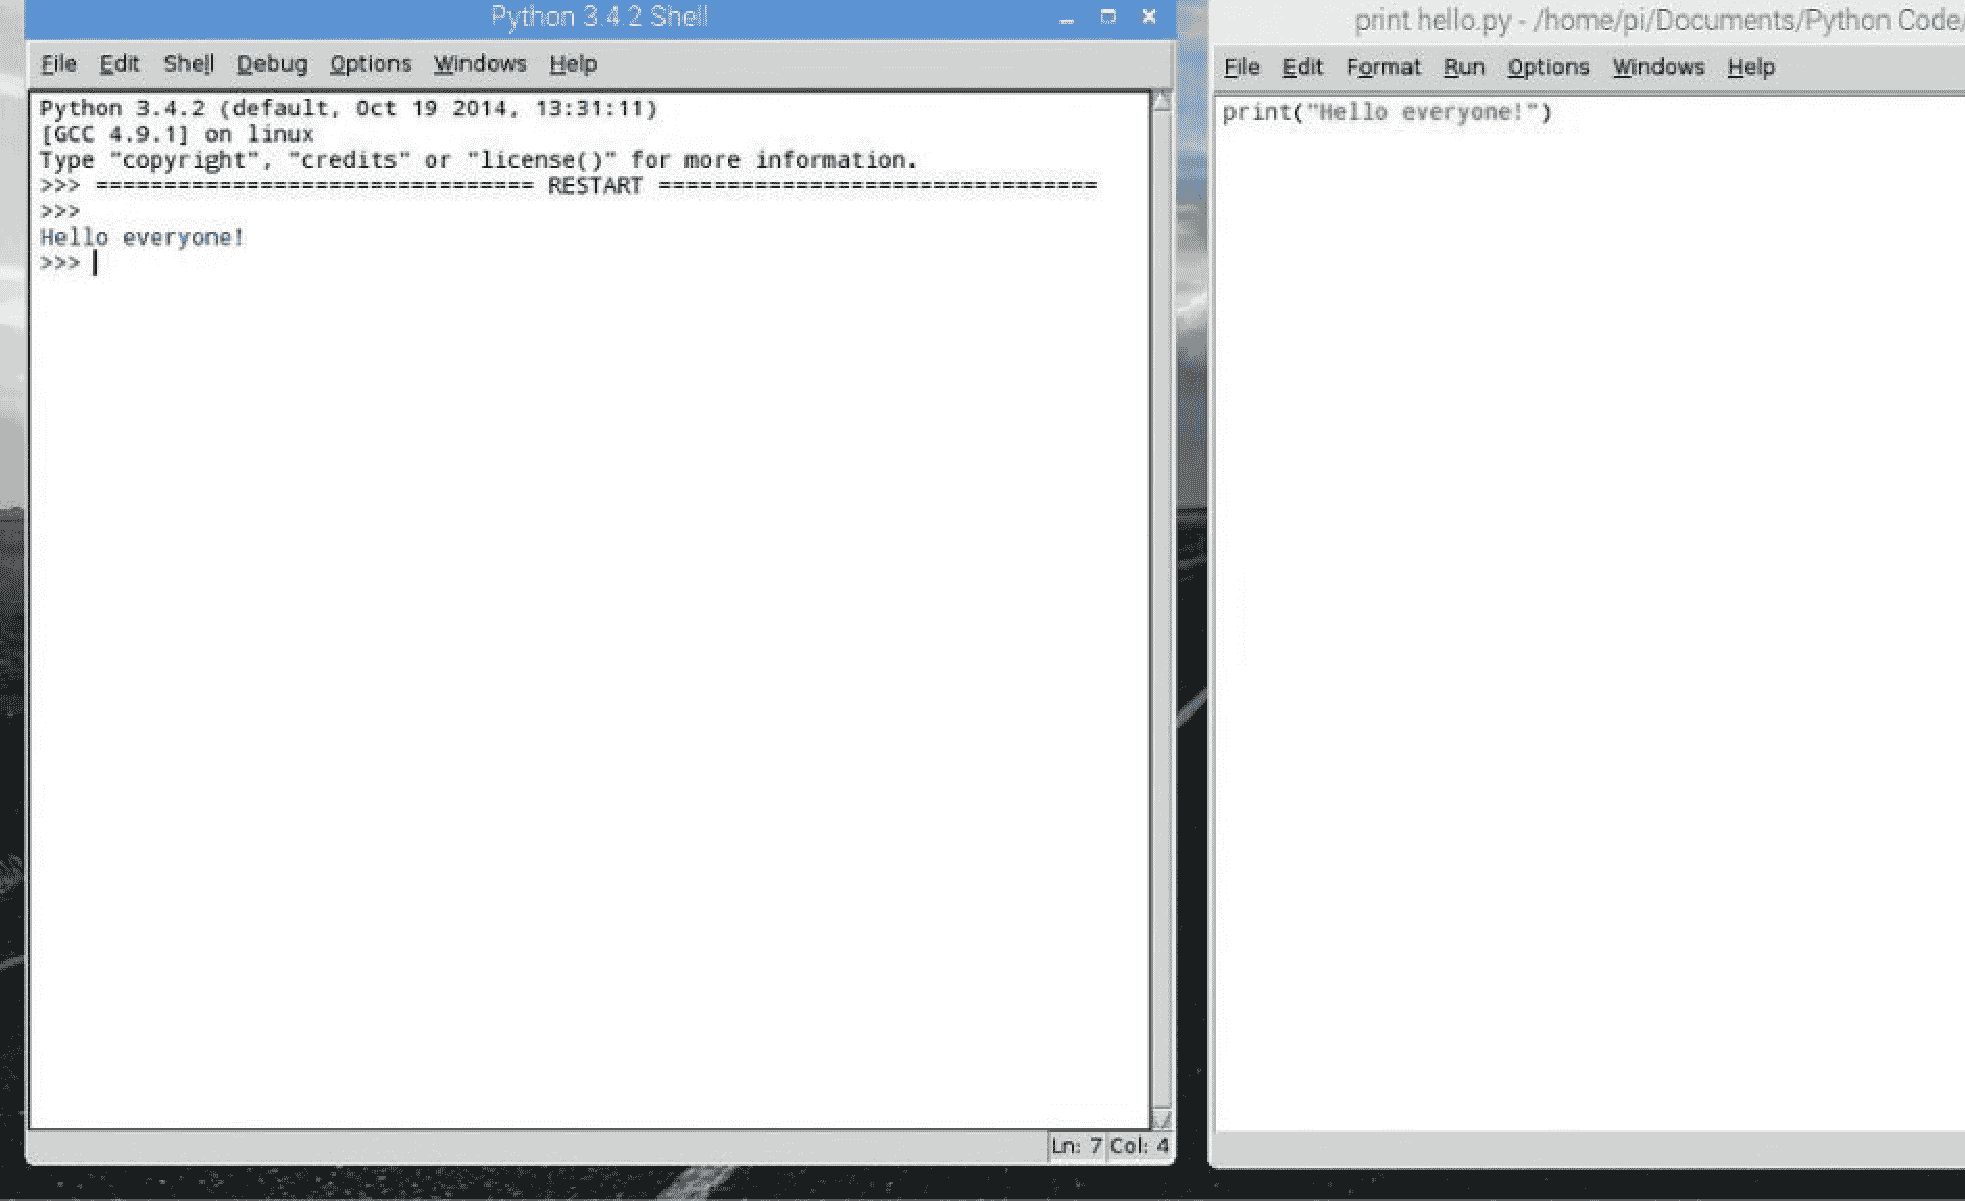 Python 3.4.2 Shell
File Edit Shell Debug Options Windows Help
Python 3.4.2 (default, Oct 19 2014, 13:31:11)
[GCC 4.9.1] on linux
Type "copyright", "credits" or "license()" for more information.
>>> ================================ RESTART ================================
>>>
Hello everyone!
>>>
Ln: 7 Col: 4
print hello.py - /home/pi/Documents/Python Code/
File Edit Format Run Options Windows Help
print("Hello everyone!")